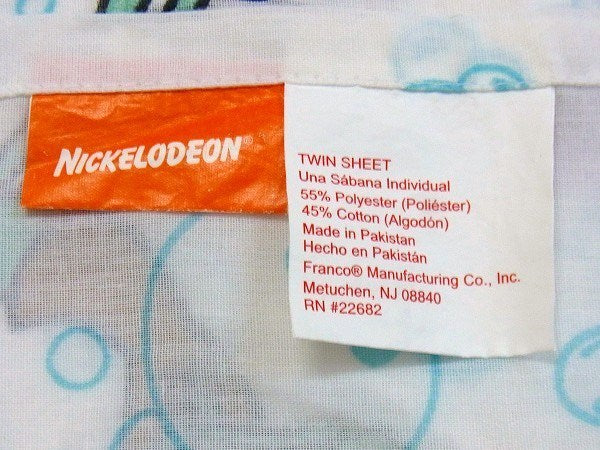 NICKELODEON
TWIN SHEET
Una Sábana Individual
55% Polyester (Poliéster)
45% Cotton (Algodón)
Made in Pakistan
Hecho en Pakistán
Franco® Manufacturing Co., Inc.
Metuchen, NJ 08840
RN #22682